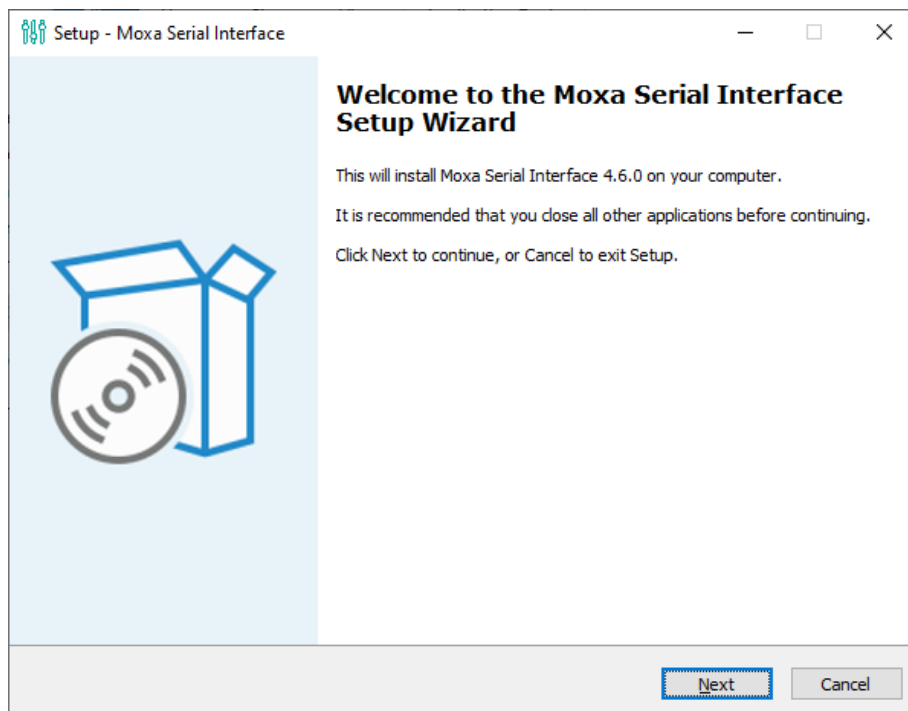 Setup - Moxa Serial Interface
Welcome to the Moxa Serial Interface
Setup Wizard
This will install Moxa Serial Interface 4.6.0 on your computer.
It is recommended that you close all other applications before continuing.
Click Next to continue, or Cancel to exit Setup.
Next
Cancel